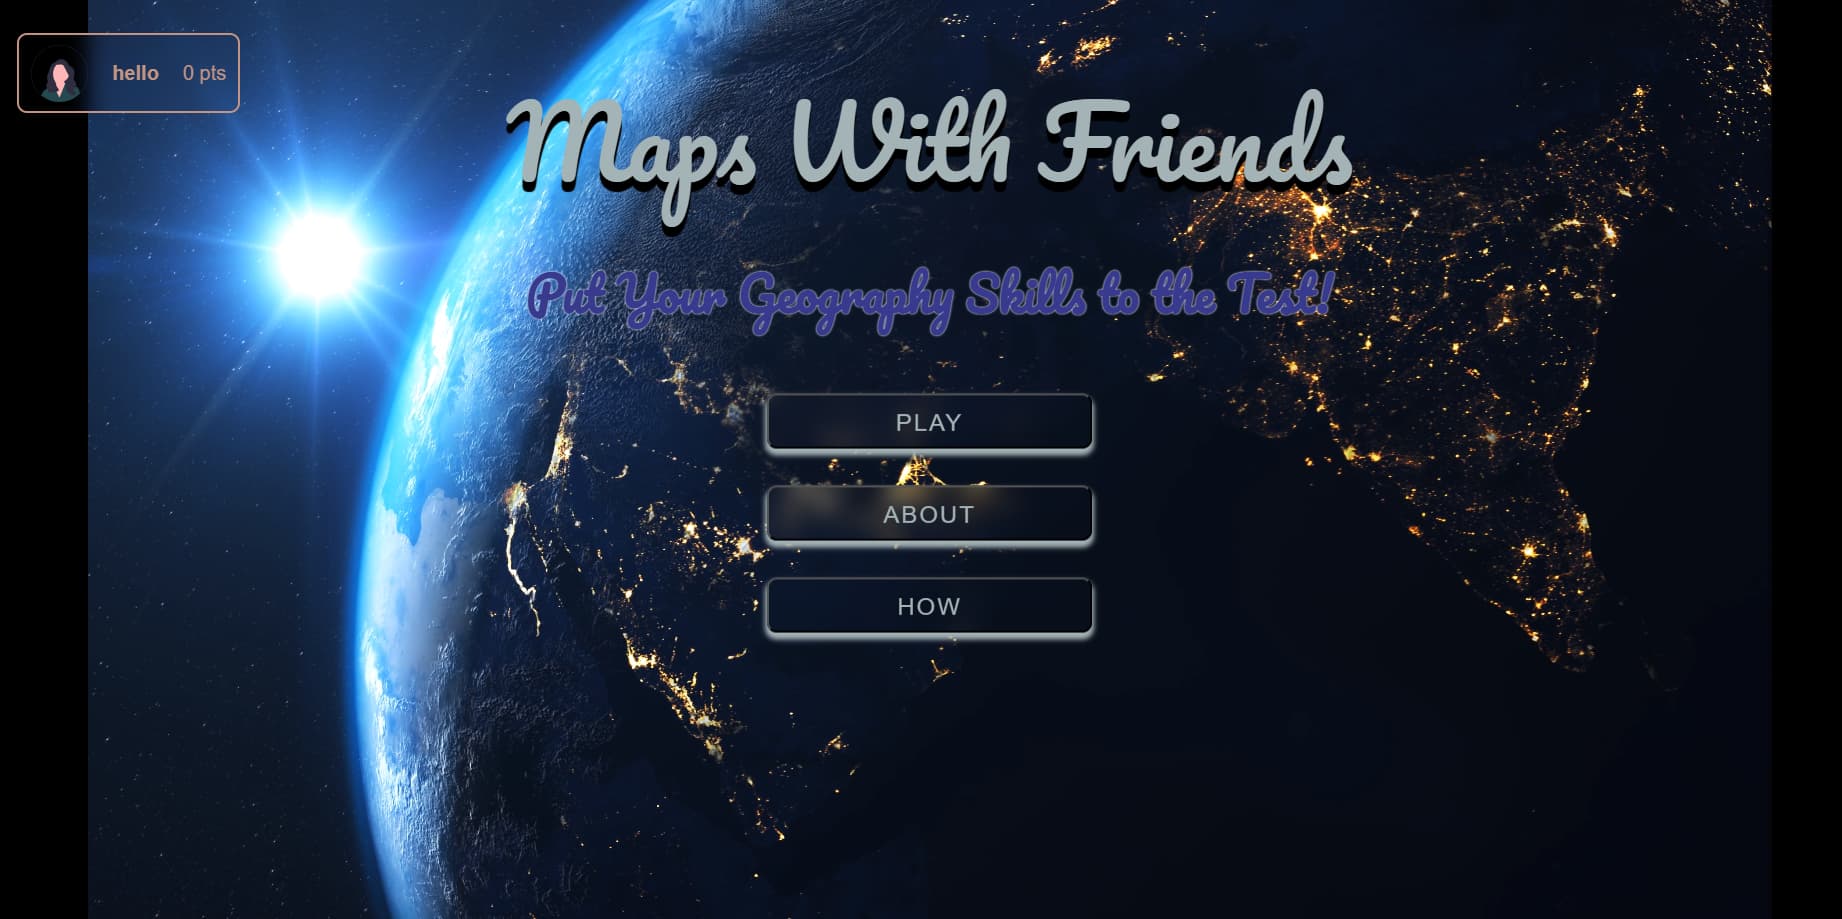 hello 0 pts
Maps With Friends
Put Your Geography Skills to the Test!
PLAY
ABOUT
HOW